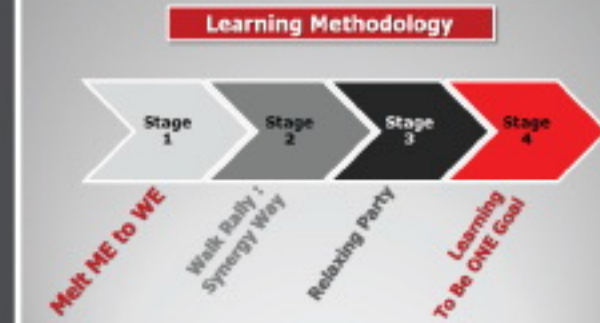 Learning Methodology
Stage
1
Stage
2
Stage
3
Stage
4
Melt ME to WE
Walk Rally :
Synergy Way
Relaxing Party
Learning
To Be ONE Goal